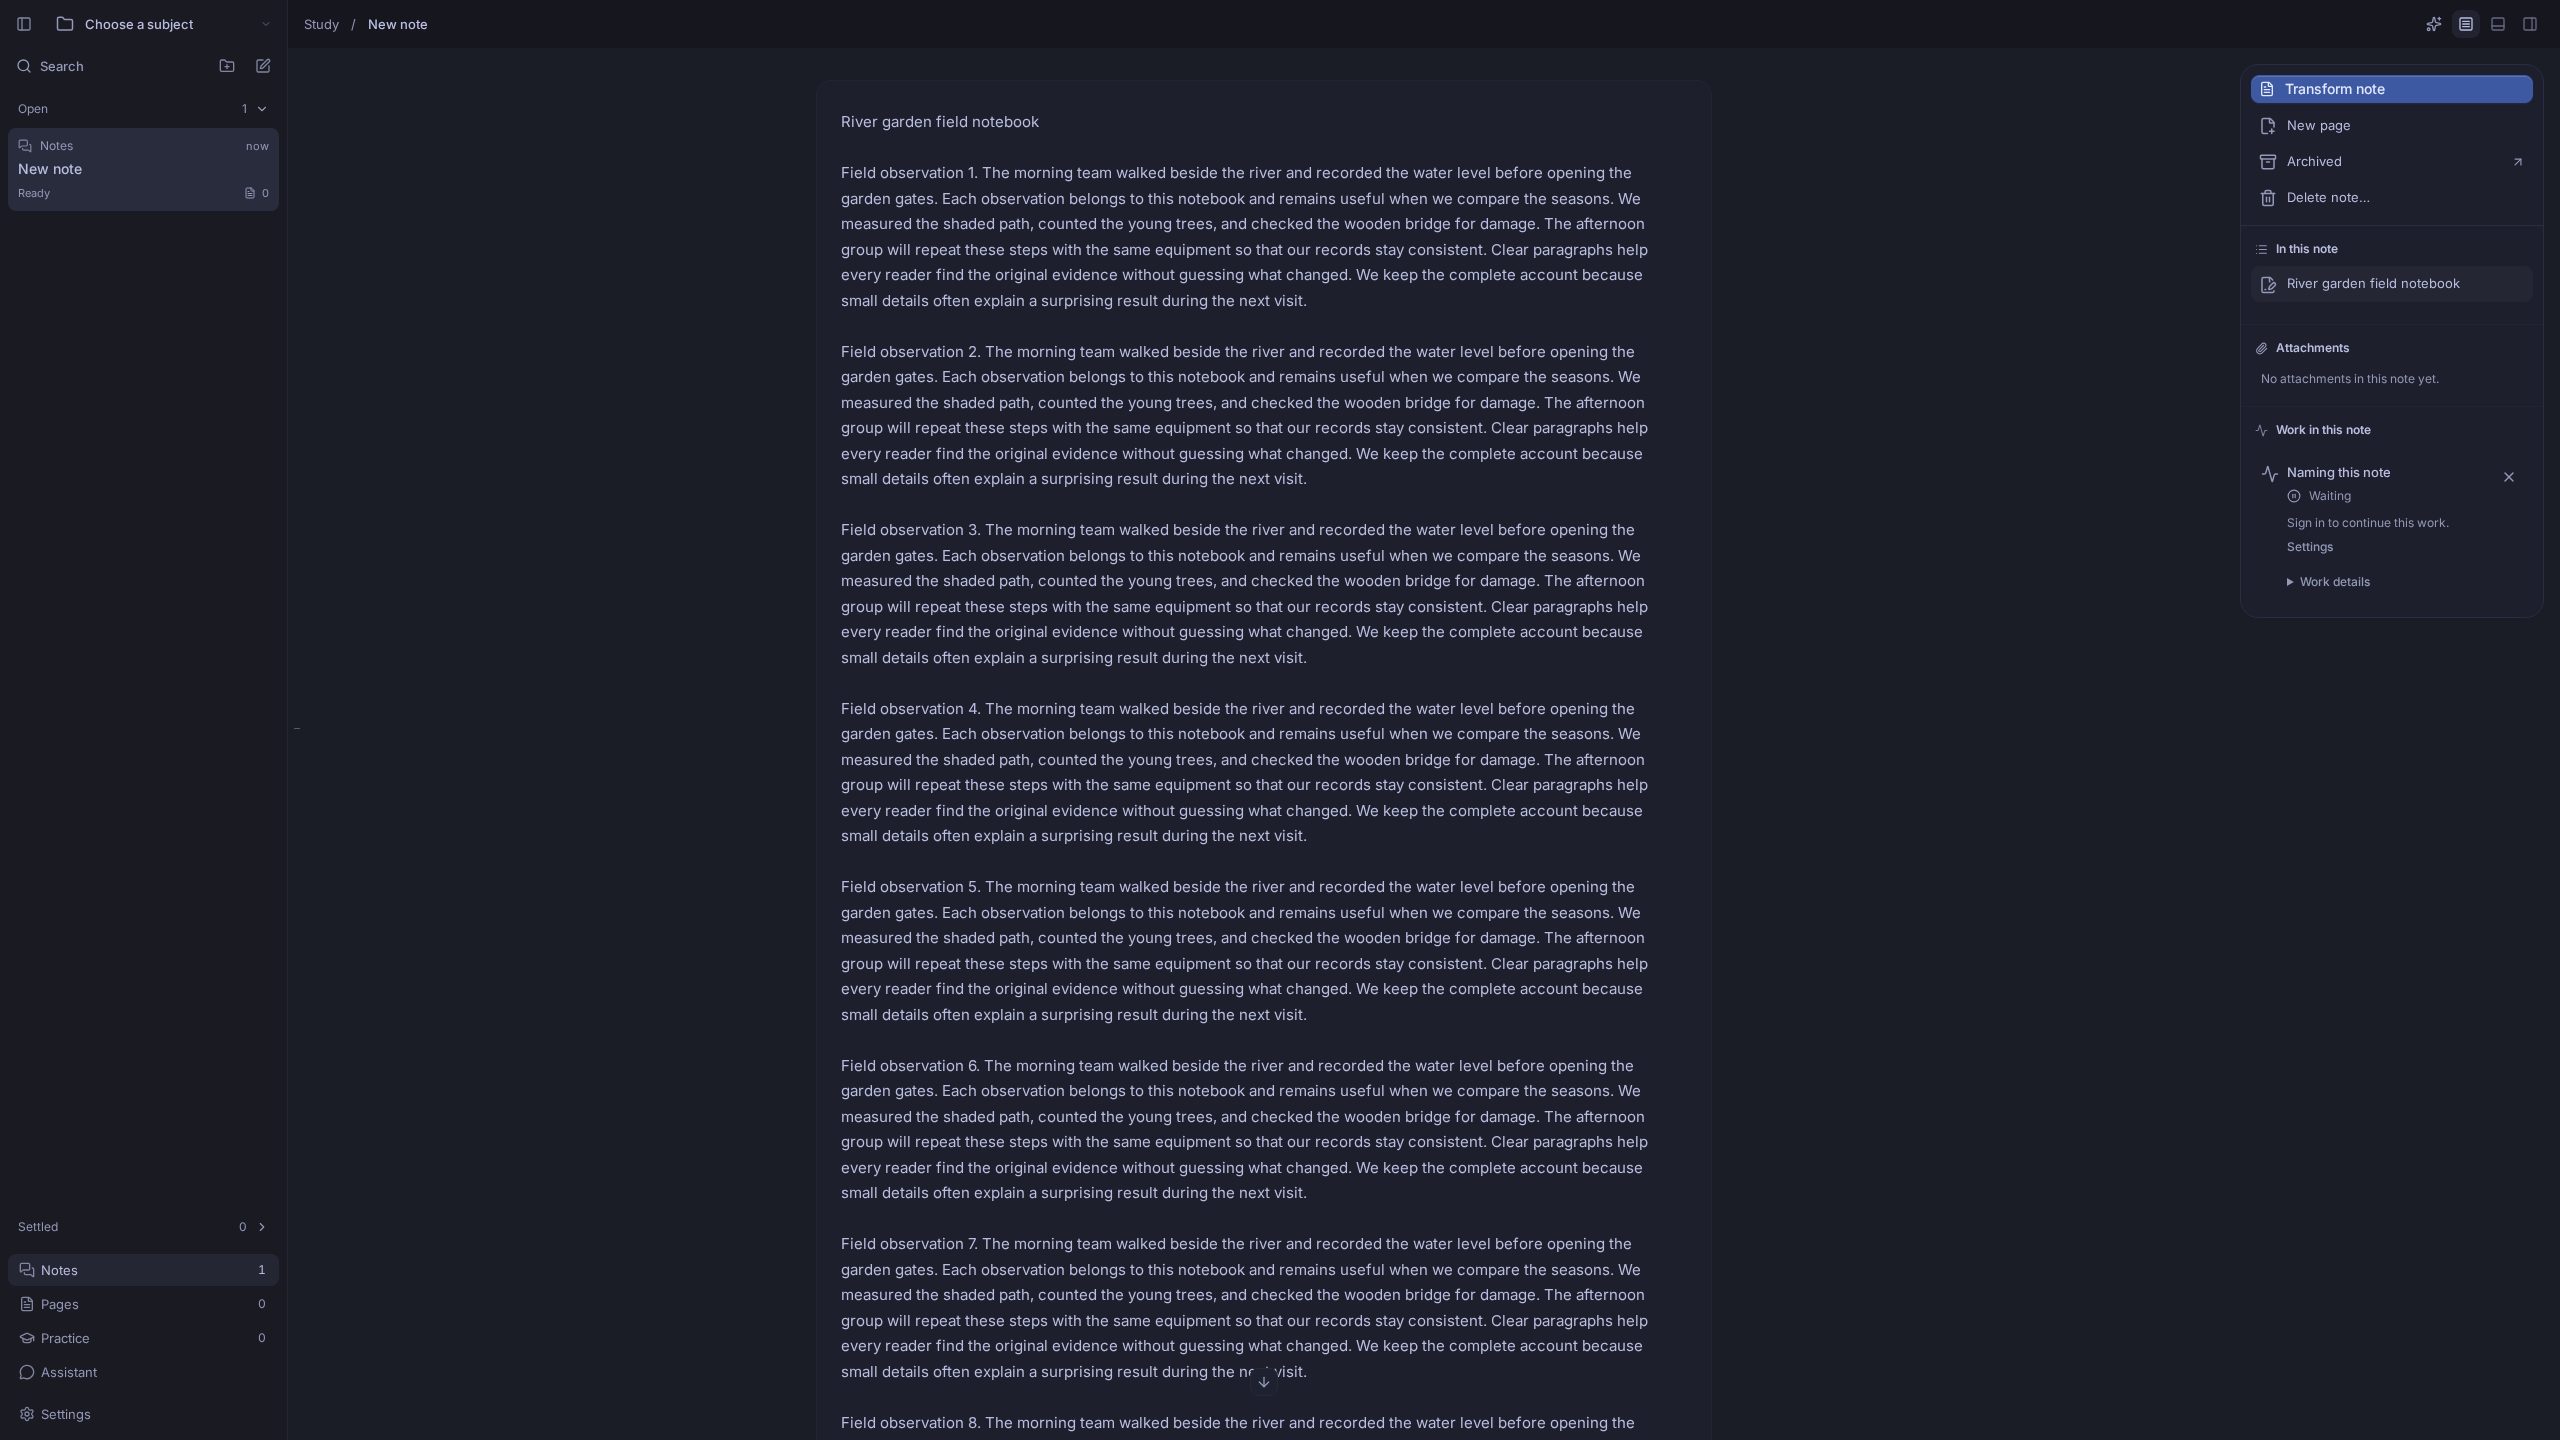 Choose a subject
Search
Open 1
Notes now
New note
Ready 0
Settled 0
Notes 1
Pages 0
Practice 0
Assistant
Settings
Study / New note
River garden field notebook
Field observation 1. The morning team walked beside the river and recorded the water level before opening the
garden gates. Each observation belongs to this notebook and remains useful when we compare the seasons. We
measured the shaded path, counted the young trees, and checked the wooden bridge for damage. The afternoon
group will repeat these steps with the same equipment so that our records stay consistent. Clear paragraphs help
every reader find the original evidence without guessing what changed. We keep the complete account because
small details often explain a surprising result during the next visit.
Field observation 2. The morning team walked beside the river and recorded the water level before opening the
garden gates. Each observation belongs to this notebook and remains useful when we compare the seasons. We
measured the shaded path, counted the young trees, and checked the wooden bridge for damage. The afternoon
group will repeat these steps with the same equipment so that our records stay consistent. Clear paragraphs help
every reader find the original evidence without guessing what changed. We keep the complete account because
small details often explain a surprising result during the next visit.
Field observation 3. The morning team walked beside the river and recorded the water level before opening the
garden gates. Each observation belongs to this notebook and remains useful when we compare the seasons. We
measured the shaded path, counted the young trees, and checked the wooden bridge for damage. The afternoon
group will repeat these steps with the same equipment so that our records stay consistent. Clear paragraphs help
every reader find the original evidence without guessing what changed. We keep the complete account because
small details often explain a surprising result during the next visit.
Field observation 4. The morning team walked beside the river and recorded the water level before opening the
garden gates. Each observation belongs to this notebook and remains useful when we compare the seasons. We
measured the shaded path, counted the young trees, and checked the wooden bridge for damage. The afternoon
group will repeat these steps with the same equipment so that our records stay consistent. Clear paragraphs help
every reader find the original evidence without guessing what changed. We keep the complete account because
small details often explain a surprising result during the next visit.
Field observation 5. The morning team walked beside the river and recorded the water level before opening the
garden gates. Each observation belongs to this notebook and remains useful when we compare the seasons. We
measured the shaded path, counted the young trees, and checked the wooden bridge for damage. The afternoon
group will repeat these steps with the same equipment so that our records stay consistent. Clear paragraphs help
every reader find the original evidence without guessing what changed. We keep the complete account because
small details often explain a surprising result during the next visit.
Field observation 6. The morning team walked beside the river and recorded the water level before opening the
garden gates. Each observation belongs to this notebook and remains useful when we compare the seasons. We
measured the shaded path, counted the young trees, and checked the wooden bridge for damage. The afternoon
group will repeat these steps with the same equipment so that our records stay consistent. Clear paragraphs help
every reader find the original evidence without guessing what changed. We keep the complete account because
small details often explain a surprising result during the next visit.
Field observation 7. The morning team walked beside the river and recorded the water level before opening the
garden gates. Each observation belongs to this notebook and remains useful when we compare the seasons. We
measured the shaded path, counted the young trees, and checked the wooden bridge for damage. The afternoon
group will repeat these steps with the same equipment so that our records stay consistent. Clear paragraphs help
every reader find the original evidence without guessing what changed. We keep the complete account because
small details often explain a surprising result during the visit.
Field observation 8. The morning team walked beside the river and recorded the water level before opening the
Transform note
New page
Archived
Delete note...
In this note
River garden field notebook
Attachments
No attachments in this note yet.
Work in this note
Naming this note
Waiting
Sign in to continue this work.
Settings
Work details